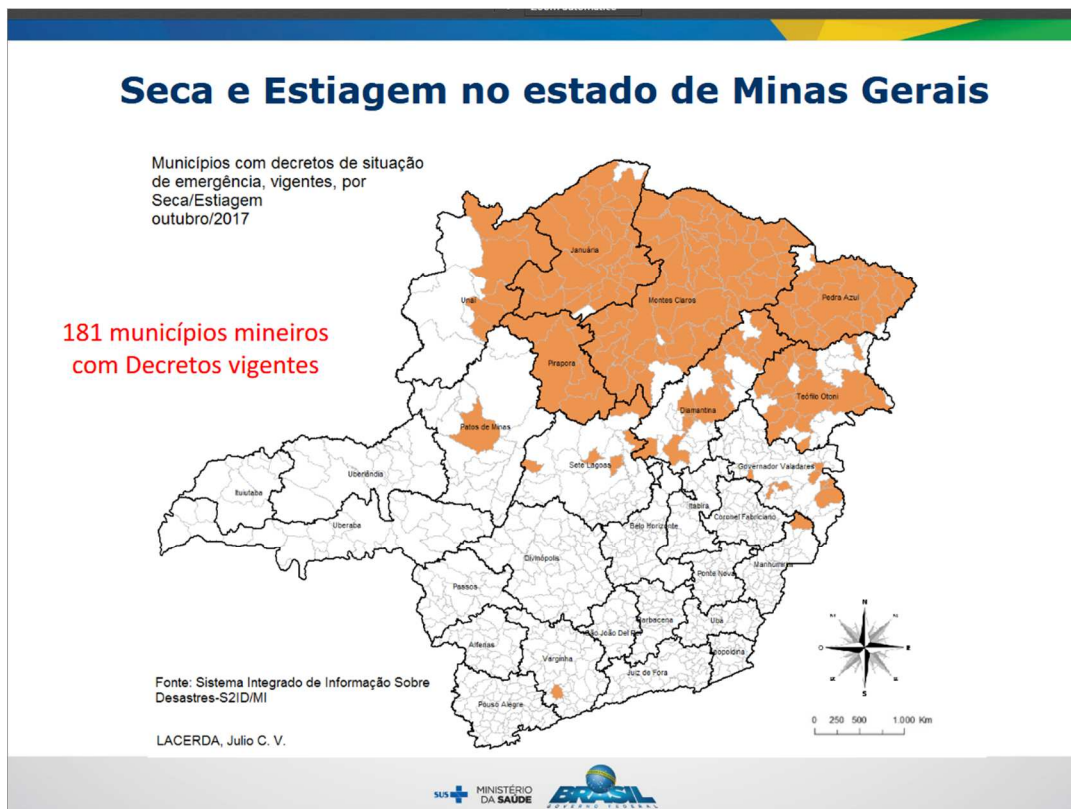 Seca e Estiagem no estado de Minas Gerais
Municípios com decretos de situação
de emergência, vigentes, por
Seca/Estiagem
outubro/2017
181 municípios mineiros
com Decretos vigentes
Januária
Unaí
Montes Claros
Pedra Azul
Pirapora
Teófilo Otoni
Diamantina
Patos de Minas
Sete Lagoas
Governador Valadares
Uberlândia
Ituiutaba
Itabira
Coronel Fabriciano
Uberaba
Belo Horizonte
Divinópolis
Ponte Nova
Manhumirim
Passos
Barbacena
Ubá
São João Del Rei
Alfenas
Varginha
Leopoldina
Juiz de Fora
Pouso Alegre
N
O
E
S
Fonte: Sistema Integrado de Informação Sobre
Desastres-S2ID/MI
0 250 500 1.000 Km
LACERDA, Julio C. V.
SUS
MINISTÉRIO
DA SAÚDE
BRASIL
GOVERNO FEDERAL